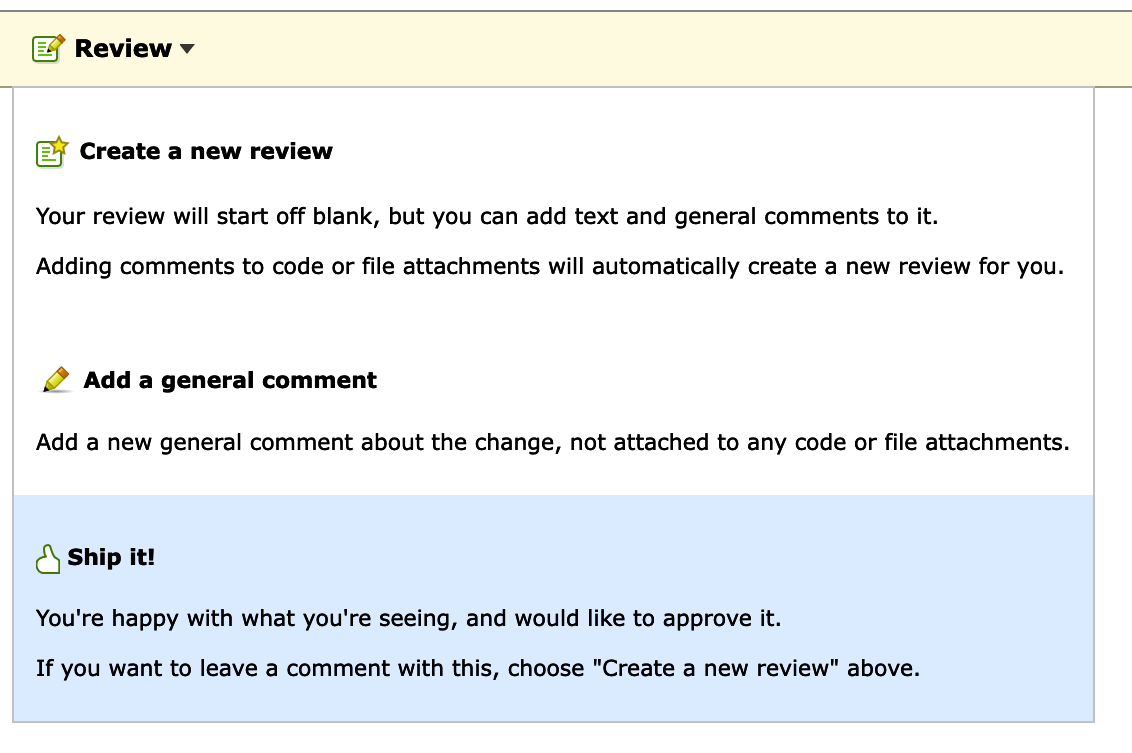 Review
Create a new review
Your review will start off blank, but you can add text and general comments to it.
Adding comments to code or file attachments will automatically create a new review for you.
Add a general comment
Add a new general comment about the change, not attached to any code or file attachments.
Ship it!
You're happy with what you're seeing, and would like to approve it.
If you want to leave a comment with this, choose "Create a new review" above.